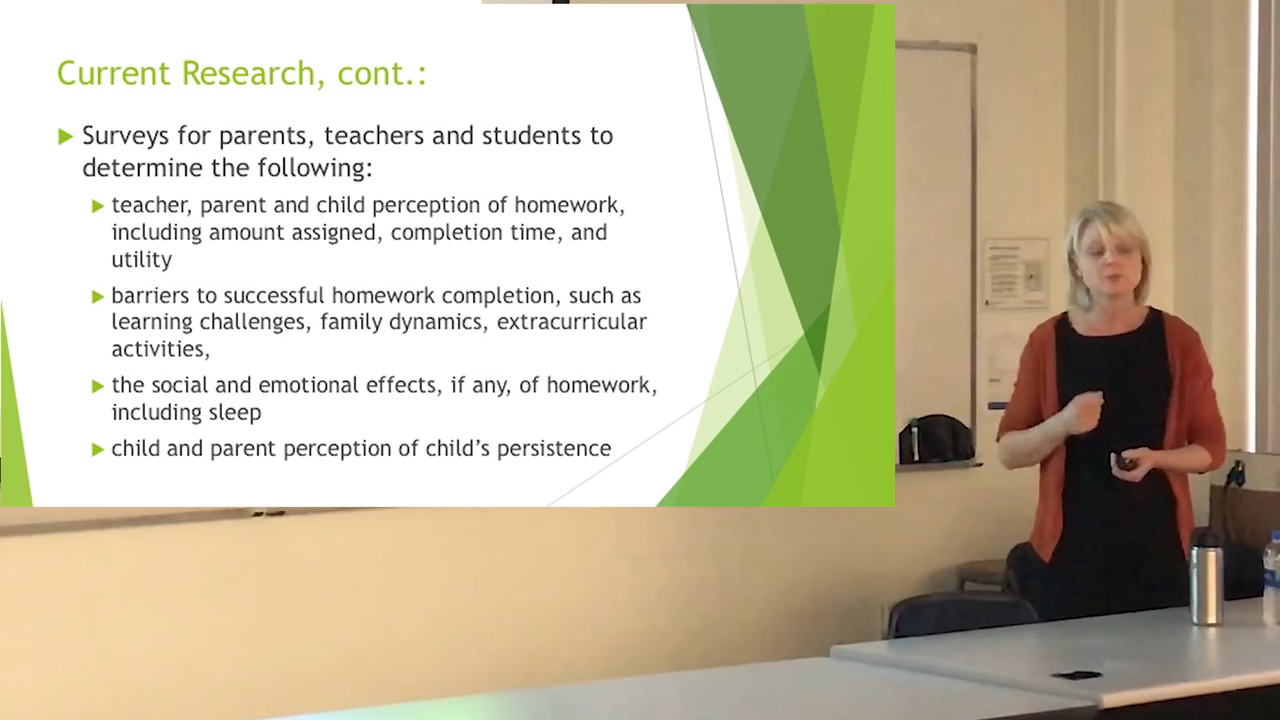 Current Research, cont.:
Surveys for parents, teachers and students to
determine the following:
teacher, parent and child perception of homework,
including amount assigned, completion time, and
utility
barriers to successful homework completion, such as
learning challenges, family dynamics, extracurricular
activities,
the social and emotional effects, if any, of homework,
including sleep
child and parent perception of child’s persistence